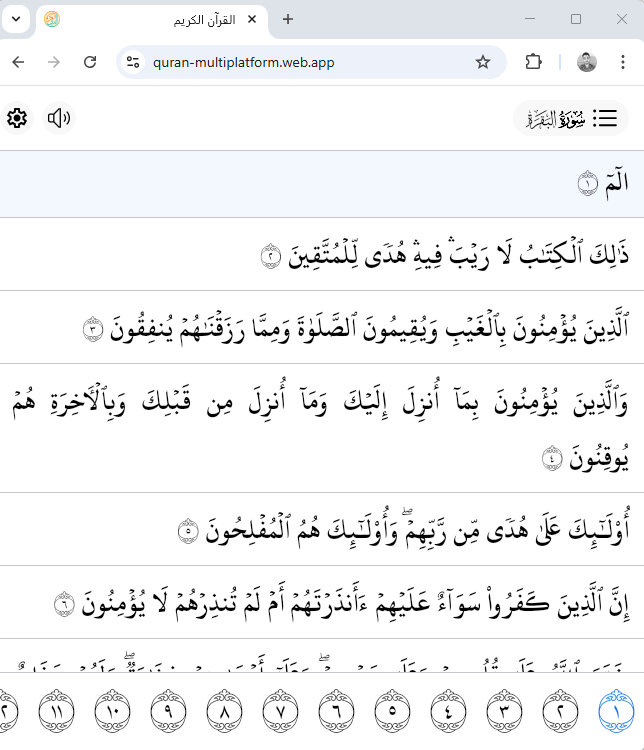 القرآن الكريم
quran-multiplatform.web.app
سُورَةُ البَقَرَة
الٓمٓ ١
ذَٰلِكَ ٱلۡكِتَٰبُ لَا رَيۡبَۛ فِيهِۛ هُدٗى لِّلۡمُتَّقِينَ ٢
ٱلَّذِينَ يُؤۡمِنُونَ بِٱلۡغَيۡبِ وَيُقِيمُونَ ٱلصَّلَوٰةَ وَمِمَّا رَزَقۡنَٰهُمۡ يُنفِقُونَ ٣
وَٱلَّذِينَ يُؤۡمِنُونَ بِمَآ أُنزِلَ إِلَيۡكَ وَمَآ أُنزِلَ مِن قَبۡلِكَ وَبِٱلۡأٓخِرَةِ هُمۡ
يُوقِنُونَ ٤
أُوْلَٰٓئِكَ عَلَىٰ هُدٗى مِّن رَّبِّهِمۡۖ وَأُوْلَٰٓئِكَ هُمُ ٱلۡمُفۡلِحُونَ ٥
إِنَّ ٱلَّذِينَ كَفَرُواْ سَوَآءٌ عَلَيۡهِمۡ ءَأَنذَرۡتَهُمۡ أَمۡ لَمۡ تُنذِرۡهُمۡ لَا يُؤۡمِنُونَ ٦
١ ٢ ٣ ٤ ٥ ٦ ٧ ٨ ٩ ١٠ ١١